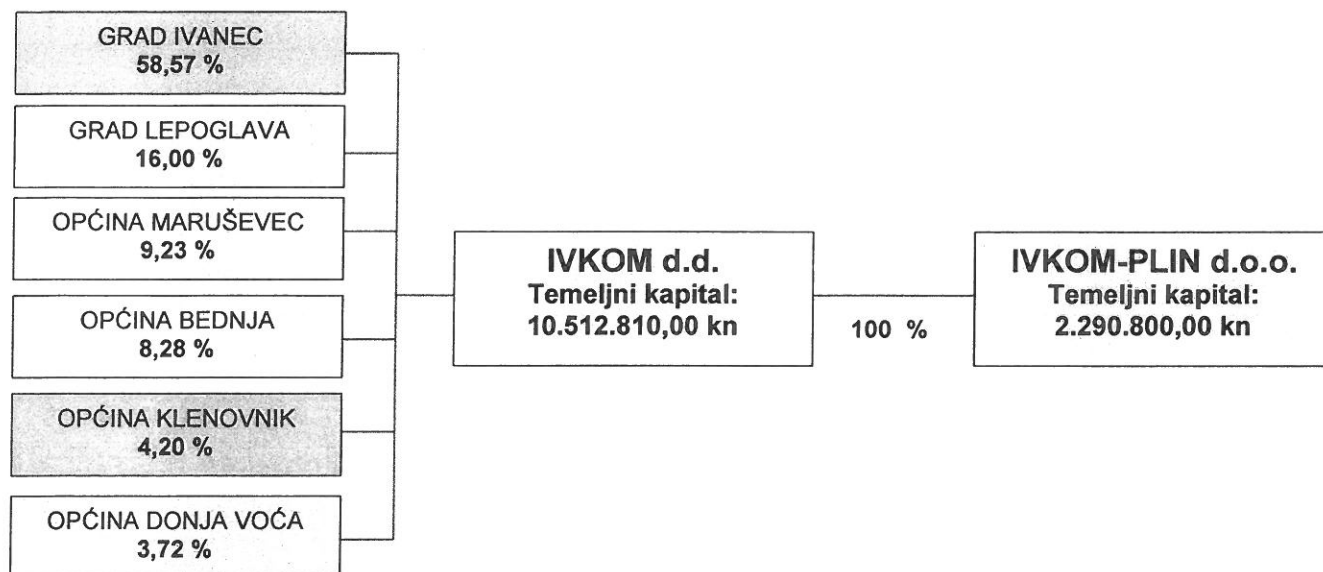 GRAD IVANEC
58,57 %
GRAD LEPOGLAVA
16,00 %
OPĆINA MARUŠEVEC
9,23 %
OPĆINA BEDNJA
8,28 %
OPĆINA KLENOVNIK
4,20 %
OPĆINA DONJA VOĆA
3,72 %
IVKOM d.d.
Temeljni kapital:
10.512.810,00 kn
100 %
IVKOM-PLIN d.o.o.
Temeljni kapital:
2.290.800,00 kn